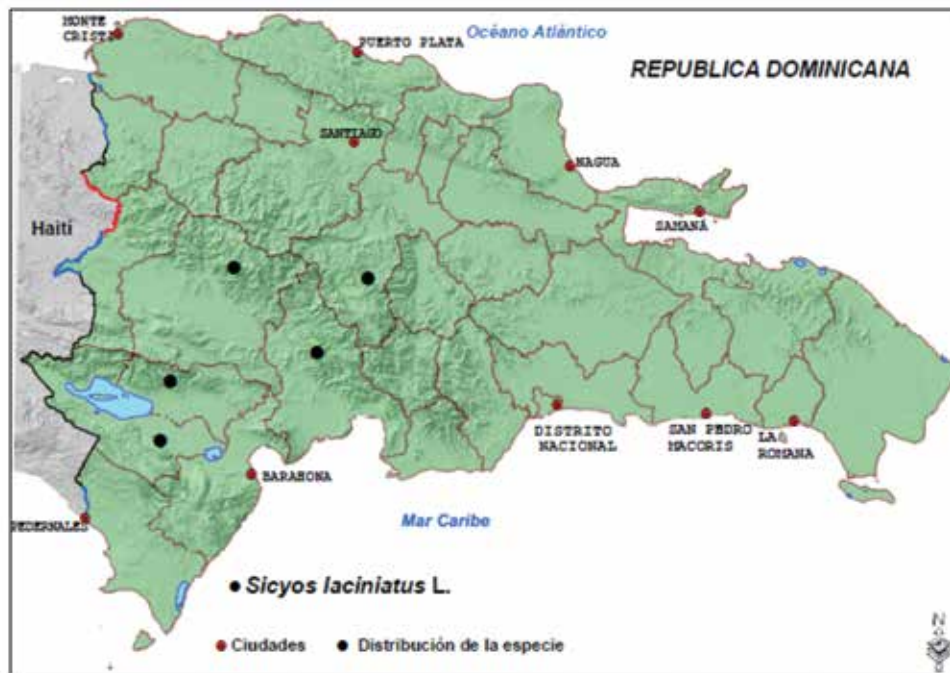 MONTE
CRISTI
PUERTO PLATA
Océano Atlántico
REPUBLICA DOMINICANA
SANTIAGO
NAGUA
Haití
SAMANÁ
DISTRITO
NACIONAL
SAN PEDRO
MACORIS
LA
ROMANA
BARAHONA
Mar Caribe
PEDERNALES
Sicyos laciniatus L.
Ciudades
Distribución de la especie